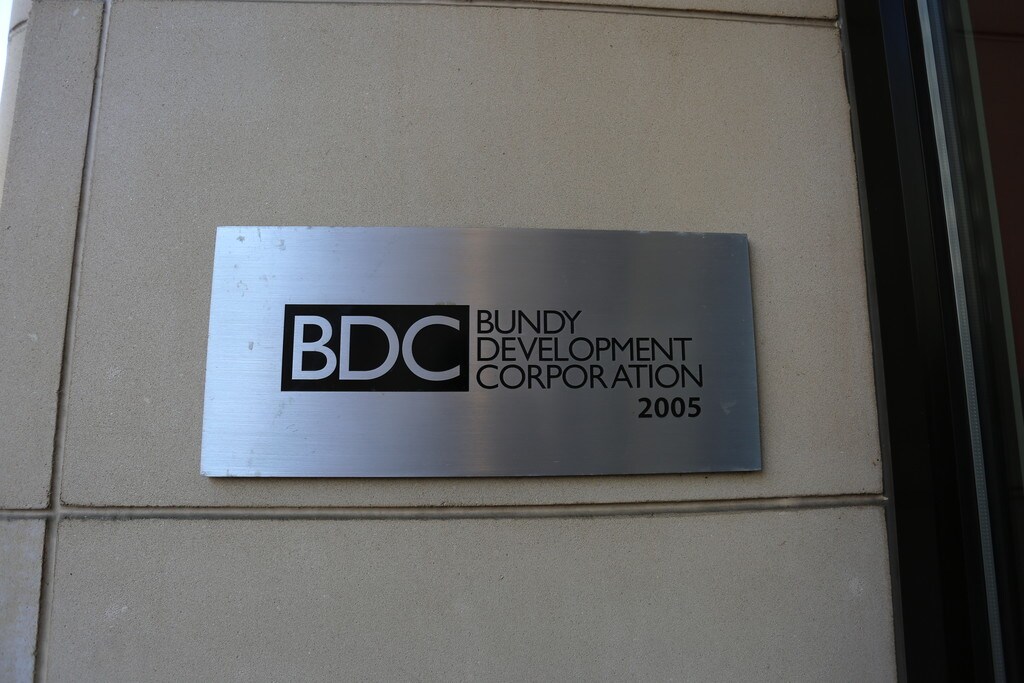 BDC
BUNDY
DEVELOPMENT
CORPORATION
2005